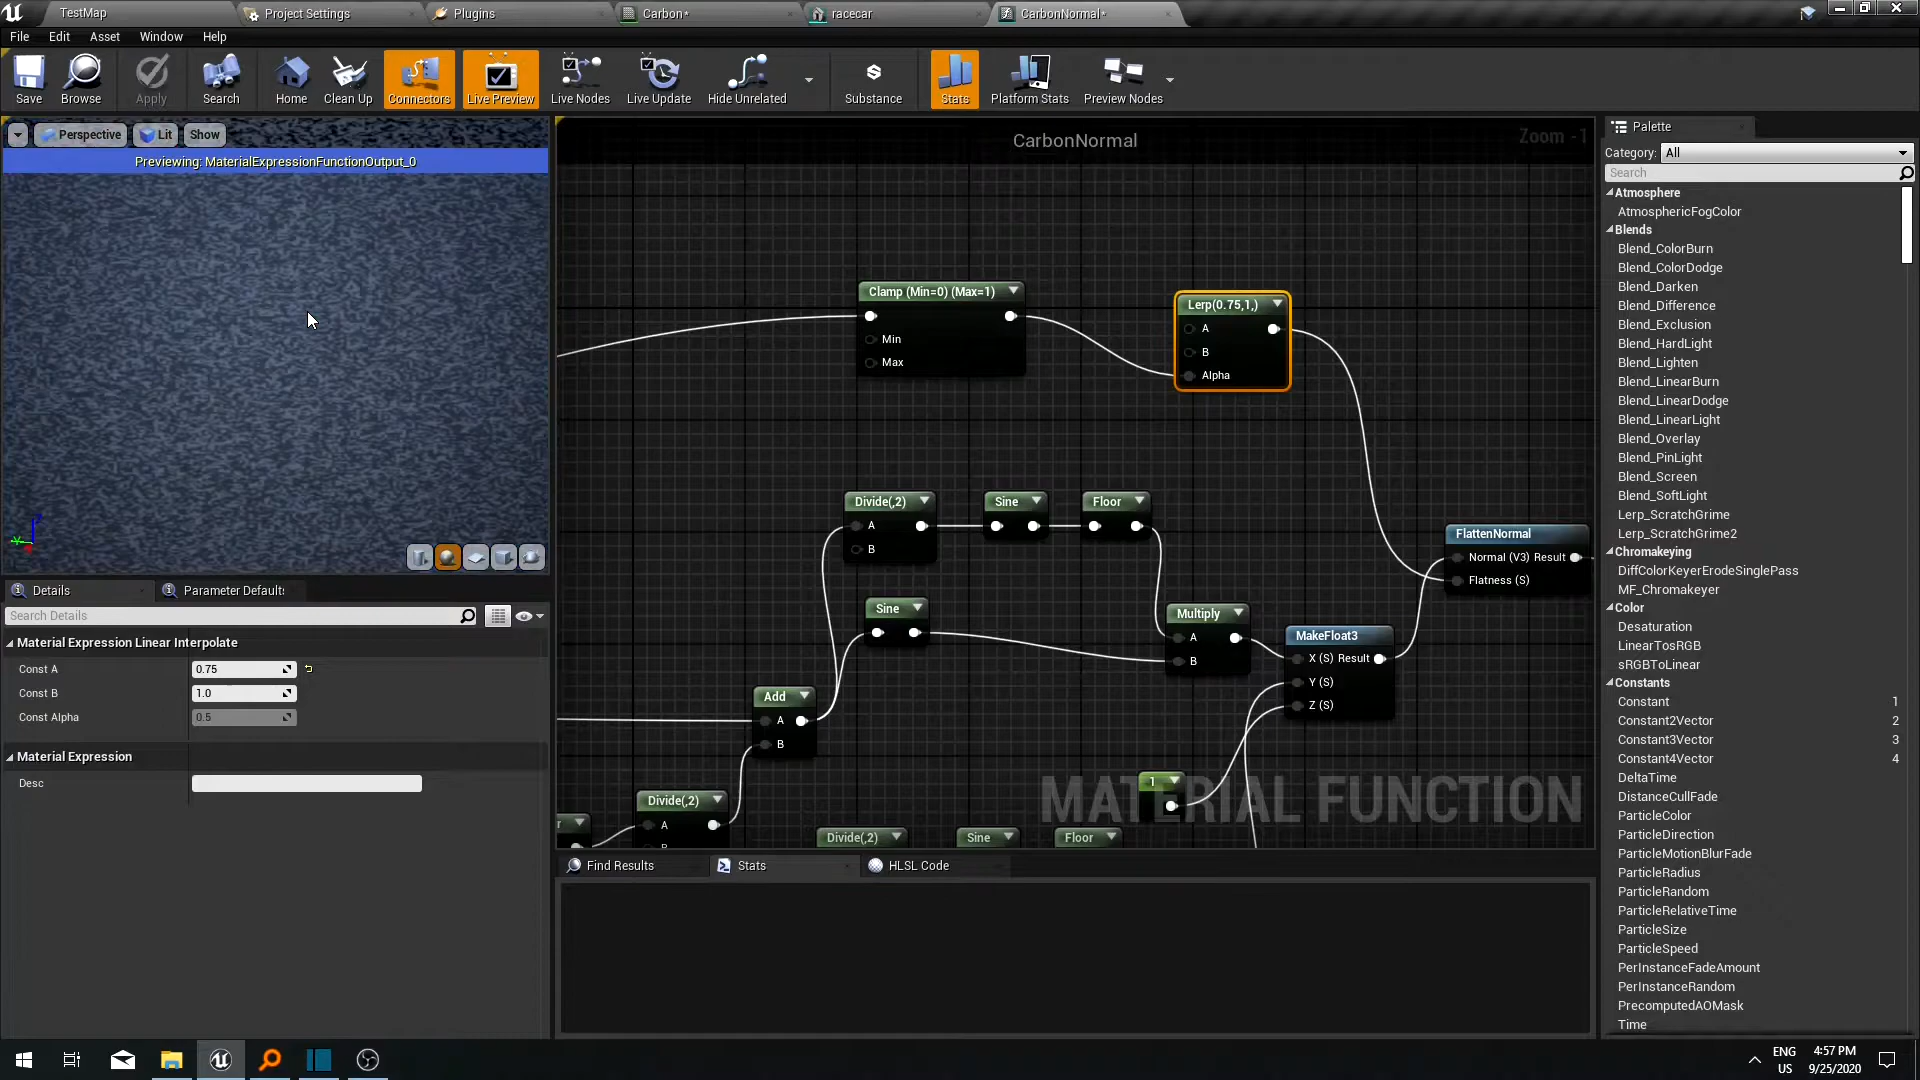 TestMap
Project Settings
Plugins
Carbon*
racecar
CarbonNormal*
File
Edit
Asset
Window
Help
Save
Browse
Apply
Search
Home
Clean Up
Connectors
Live Preview
Live Nodes
Live Update
Hide Unrelated
Substance
Stats
Platform Stats
Preview Nodes
Perspective
Lit
Show
Previewing: MaterialExpressionFunctionOutput_0
CarbonNormal
Zoom -1
Clamp (Min=0) (Max=1)
Min
Max
Lerp(0.75,1,)
A
B
Alpha
Divide(,2)
A
B
Sine
Floor
FlattenNormal
Normal (V3) Result
Flatness (S)
Sine
Multiply
A
B
MakeFloat3
X (S) Result
Y (S)
Z (S)
Add
A
B
1
MATERIAL FUNCTION
r
Divide(,2)
A
Divide(,2)
Sine
Floor
Details
Parameter Defaults
Search Details
Material Expression Linear Interpolate
Const A
0.75
Const B
1.0
Const Alpha
0.5
Material Expression
Desc
Find Results
Stats
HLSL Code
Palette
Category: All
Search
Atmosphere
AtmosphericFogColor
Blends
Blend_ColorBurn
Blend_ColorDodge
Blend_Darken
Blend_Difference
Blend_Exclusion
Blend_HardLight
Blend_Lighten
Blend_LinearBurn
Blend_LinearDodge
Blend_LinearLight
Blend_Overlay
Blend_PinLight
Blend_Screen
Blend_SoftLight
Lerp_ScratchGrime
Lerp_ScratchGrime2
Chromakeying
DiffColorKeyerErodeSinglePass
MF_Chromakeyer
Color
Desaturation
LinearTosRGB
sRGBToLinear
Constants
Constant 1
Constant2Vector 2
Constant3Vector 3
Constant4Vector 4
DeltaTime
DistanceCullFade
ParticleColor
ParticleDirection
ParticleMotionBlurFade
ParticleRadius
ParticleRandom
ParticleRelativeTime
ParticleSize
ParticleSpeed
PerInstanceFadeAmount
PerInstanceRandom
PrecomputedAOMask
Time
ENG
US
4:57 PM
9/25/2020